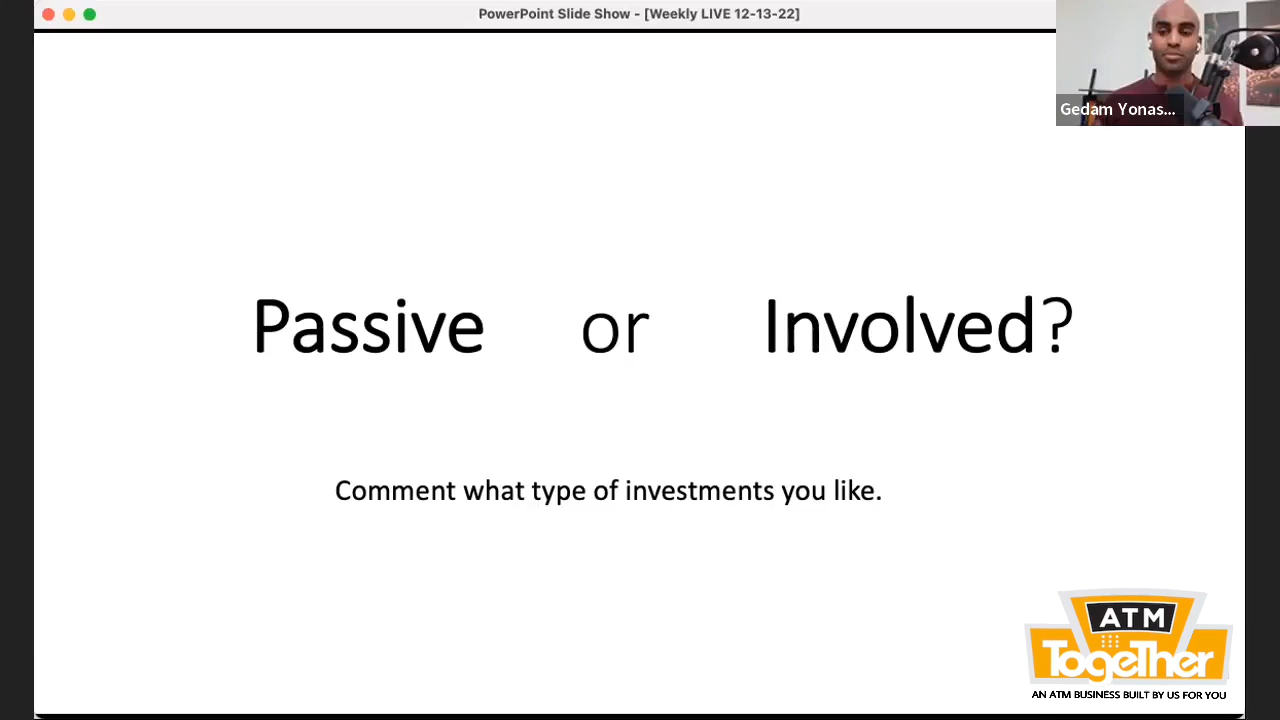 PowerPoint Slide Show - [Weekly LIVE 12-13-22]
Gedam Yonas...
Passive or Involved?
Comment what type of investments you like.
ATM
Together
AN ATM BUSINESS BUILT BY US FOR YOU